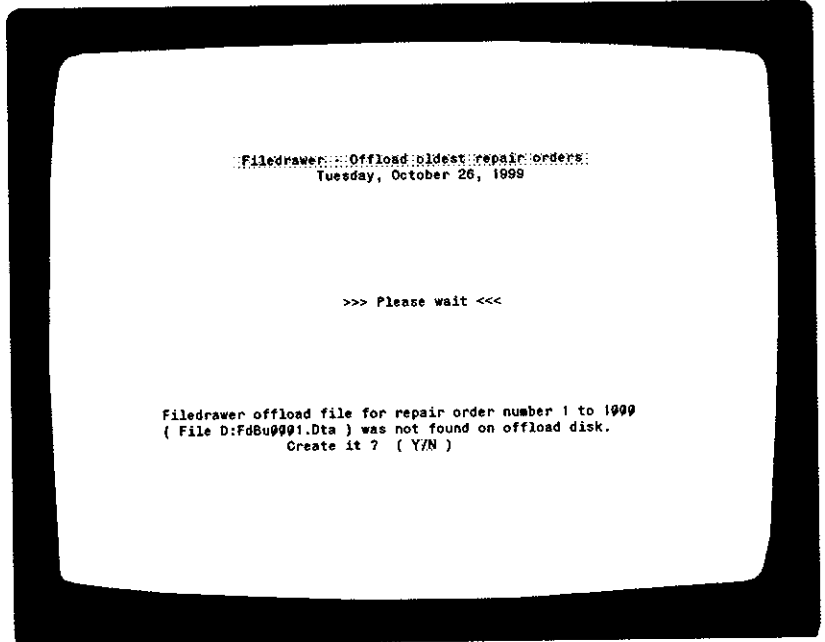 Filedrawer - Offload oldest repair orders
Tuesday, October 26, 1999
>>> Please wait <<<
Filedrawer offload file for repair order number 1 to 1000
( File D:FdBu0001.Dta ) was not found on offload disk.
Create it ? ( Y/N )